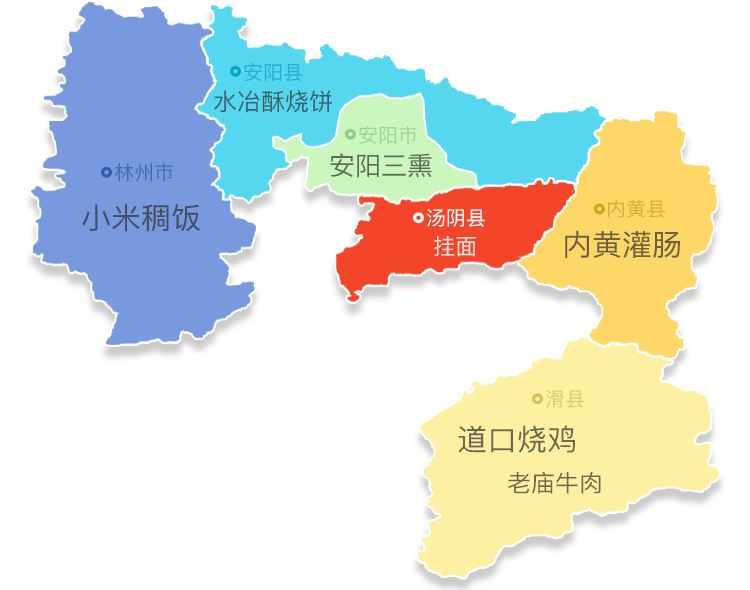 安阳县
水冶酥烧饼
安阳市
安阳三熏
林州市
小米稠饭
汤阴县
挂面
内黄县
内黄灌肠
滑县
道口烧鸡
老庙牛肉